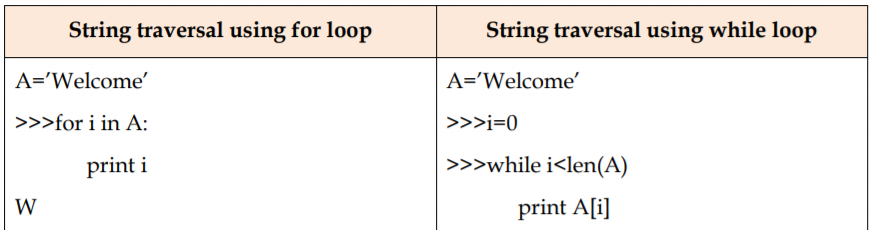 String traversal using for loop
String traversal using while loop
A=’Welcome’
>>>for i in A:
print i
W
A=’Welcome’
>>>i=0
>>>while i<len(A)
print A[i]